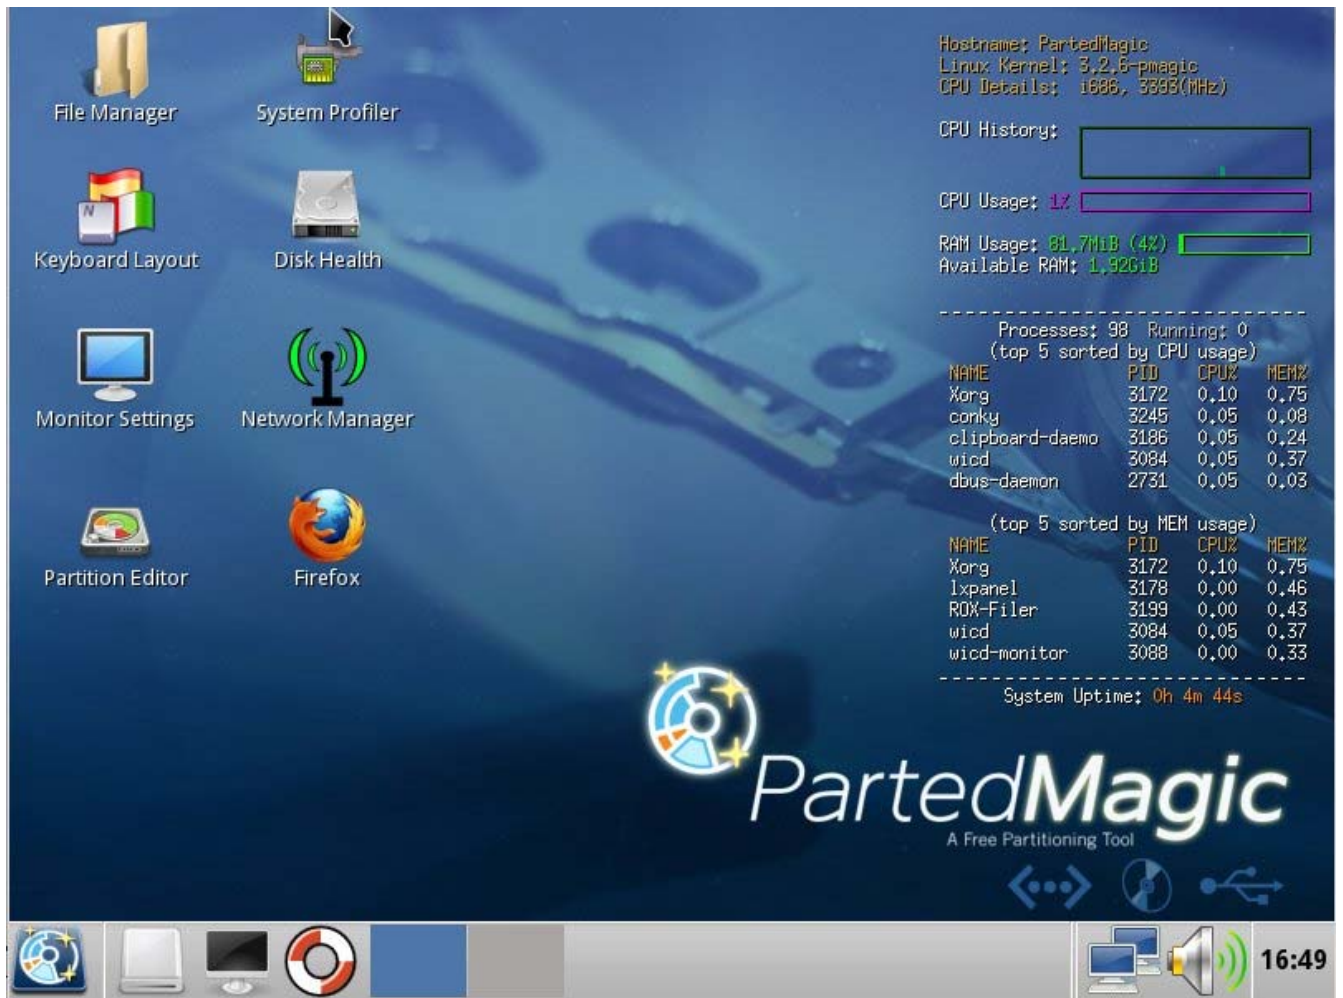 File Manager
System Profiler
Keyboard Layout
Disk Health
Monitor Settings
Network Manager
Partition Editor
Firefox
N
Hostname: PartedMagic
Linux Kernel: 3.2.6-pmagic
CPU Details: i686, 3393(MHz)
CPU History:
CPU Usage: 1%
RAM Usage: 81.7MiB (4%)
Available RAM: 1.92GiB
------------------------------
Processes: 98 Running: 0
(top 5 sorted by CPU usage)
NAME PID CPU% MEM%
Xorg 3172 0.10 0.75
conky 3245 0.05 0.08
clipboard-daemo 3186 0.05 0.24
wicd 3084 0.05 0.37
dbus-daemon 2731 0.05 0.03
(top 5 sorted by MEM usage)
NAME PID CPU% MEM%
Xorg 3172 0.10 0.75
lxpanel 3178 0.00 0.46
ROX-Filer 3199 0.00 0.43
wicd 3084 0.05 0.37
wicd-monitor 3088 0.00 0.33
------------------------------
System Uptime: 0h 4m 44s
PartedMagic
A Free Partitioning Tool
16:49